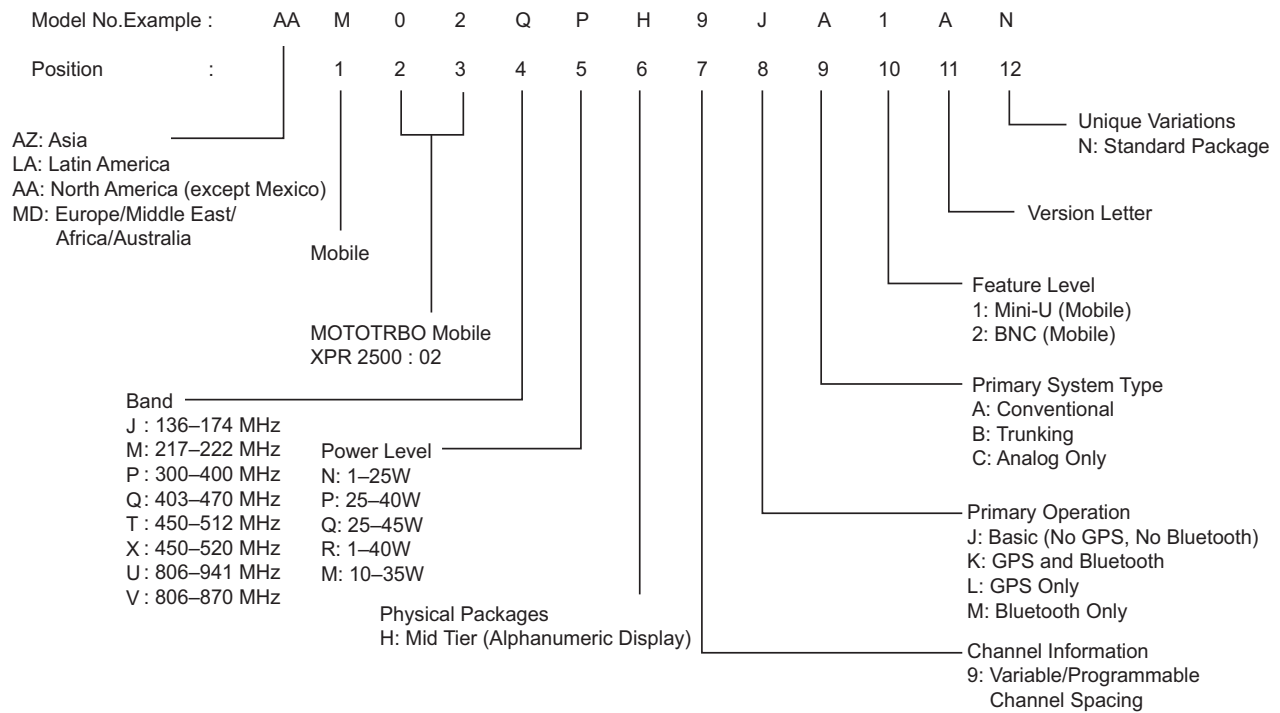 Model No.Example : AA M 0 2 Q P H 9 J A 1 A N
Position : 1 2 3 4 5 6 7 8 9 10 11 12
AZ: Asia
LA: Latin America
AA: North America (except Mexico)
MD: Europe/Middle East/
Africa/Australia
Mobile
MOTOTRBO Mobile
XPR 2500 : 02
Band
J : 136–174 MHz
M: 217–222 MHz
P : 300–400 MHz
Q: 403–470 MHz
T : 450–512 MHz
X : 450–520 MHz
U : 806–941 MHz
V : 806–870 MHz
Power Level
N: 1–25W
P: 25–40W
Q: 25–45W
R: 1–40W
M: 10–35W
Physical Packages
H: Mid Tier (Alphanumeric Display)
Channel Information
9: Variable/Programmable
Channel Spacing
Primary Operation
J: Basic (No GPS, No Bluetooth)
K: GPS and Bluetooth
L: GPS Only
M: Bluetooth Only
Primary System Type
A: Conventional
B: Trunking
C: Analog Only
Feature Level
1: Mini-U (Mobile)
2: BNC (Mobile)
Version Letter
Unique Variations
N: Standard Package